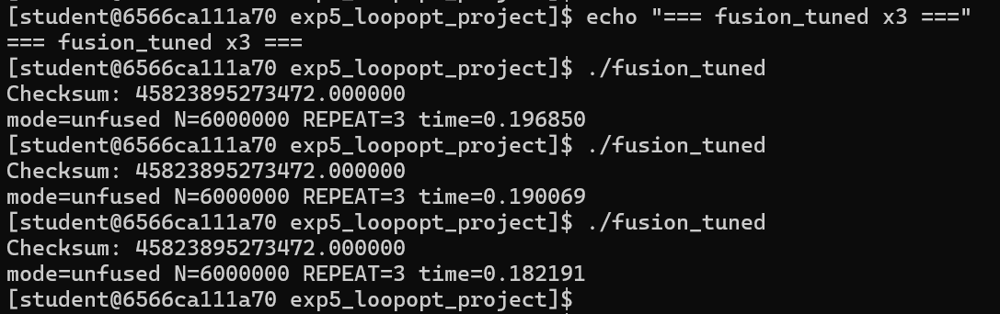 [student@6566ca111a70 exp5_loopopt_project]$ echo "=== fusion_tuned x3 ==="
=== fusion_tuned x3 ===
[student@6566ca111a70 exp5_loopopt_project]$ ./fusion_tuned
Checksum: 45823895273472.000000
mode=unfused N=6000000 REPEAT=3 time=0.196850
[student@6566ca111a70 exp5_loopopt_project]$ ./fusion_tuned
Checksum: 45823895273472.000000
mode=unfused N=6000000 REPEAT=3 time=0.190069
[student@6566ca111a70 exp5_loopopt_project]$ ./fusion_tuned
Checksum: 45823895273472.000000
mode=unfused N=6000000 REPEAT=3 time=0.182191
[student@6566ca111a70 exp5_loopopt_project]$